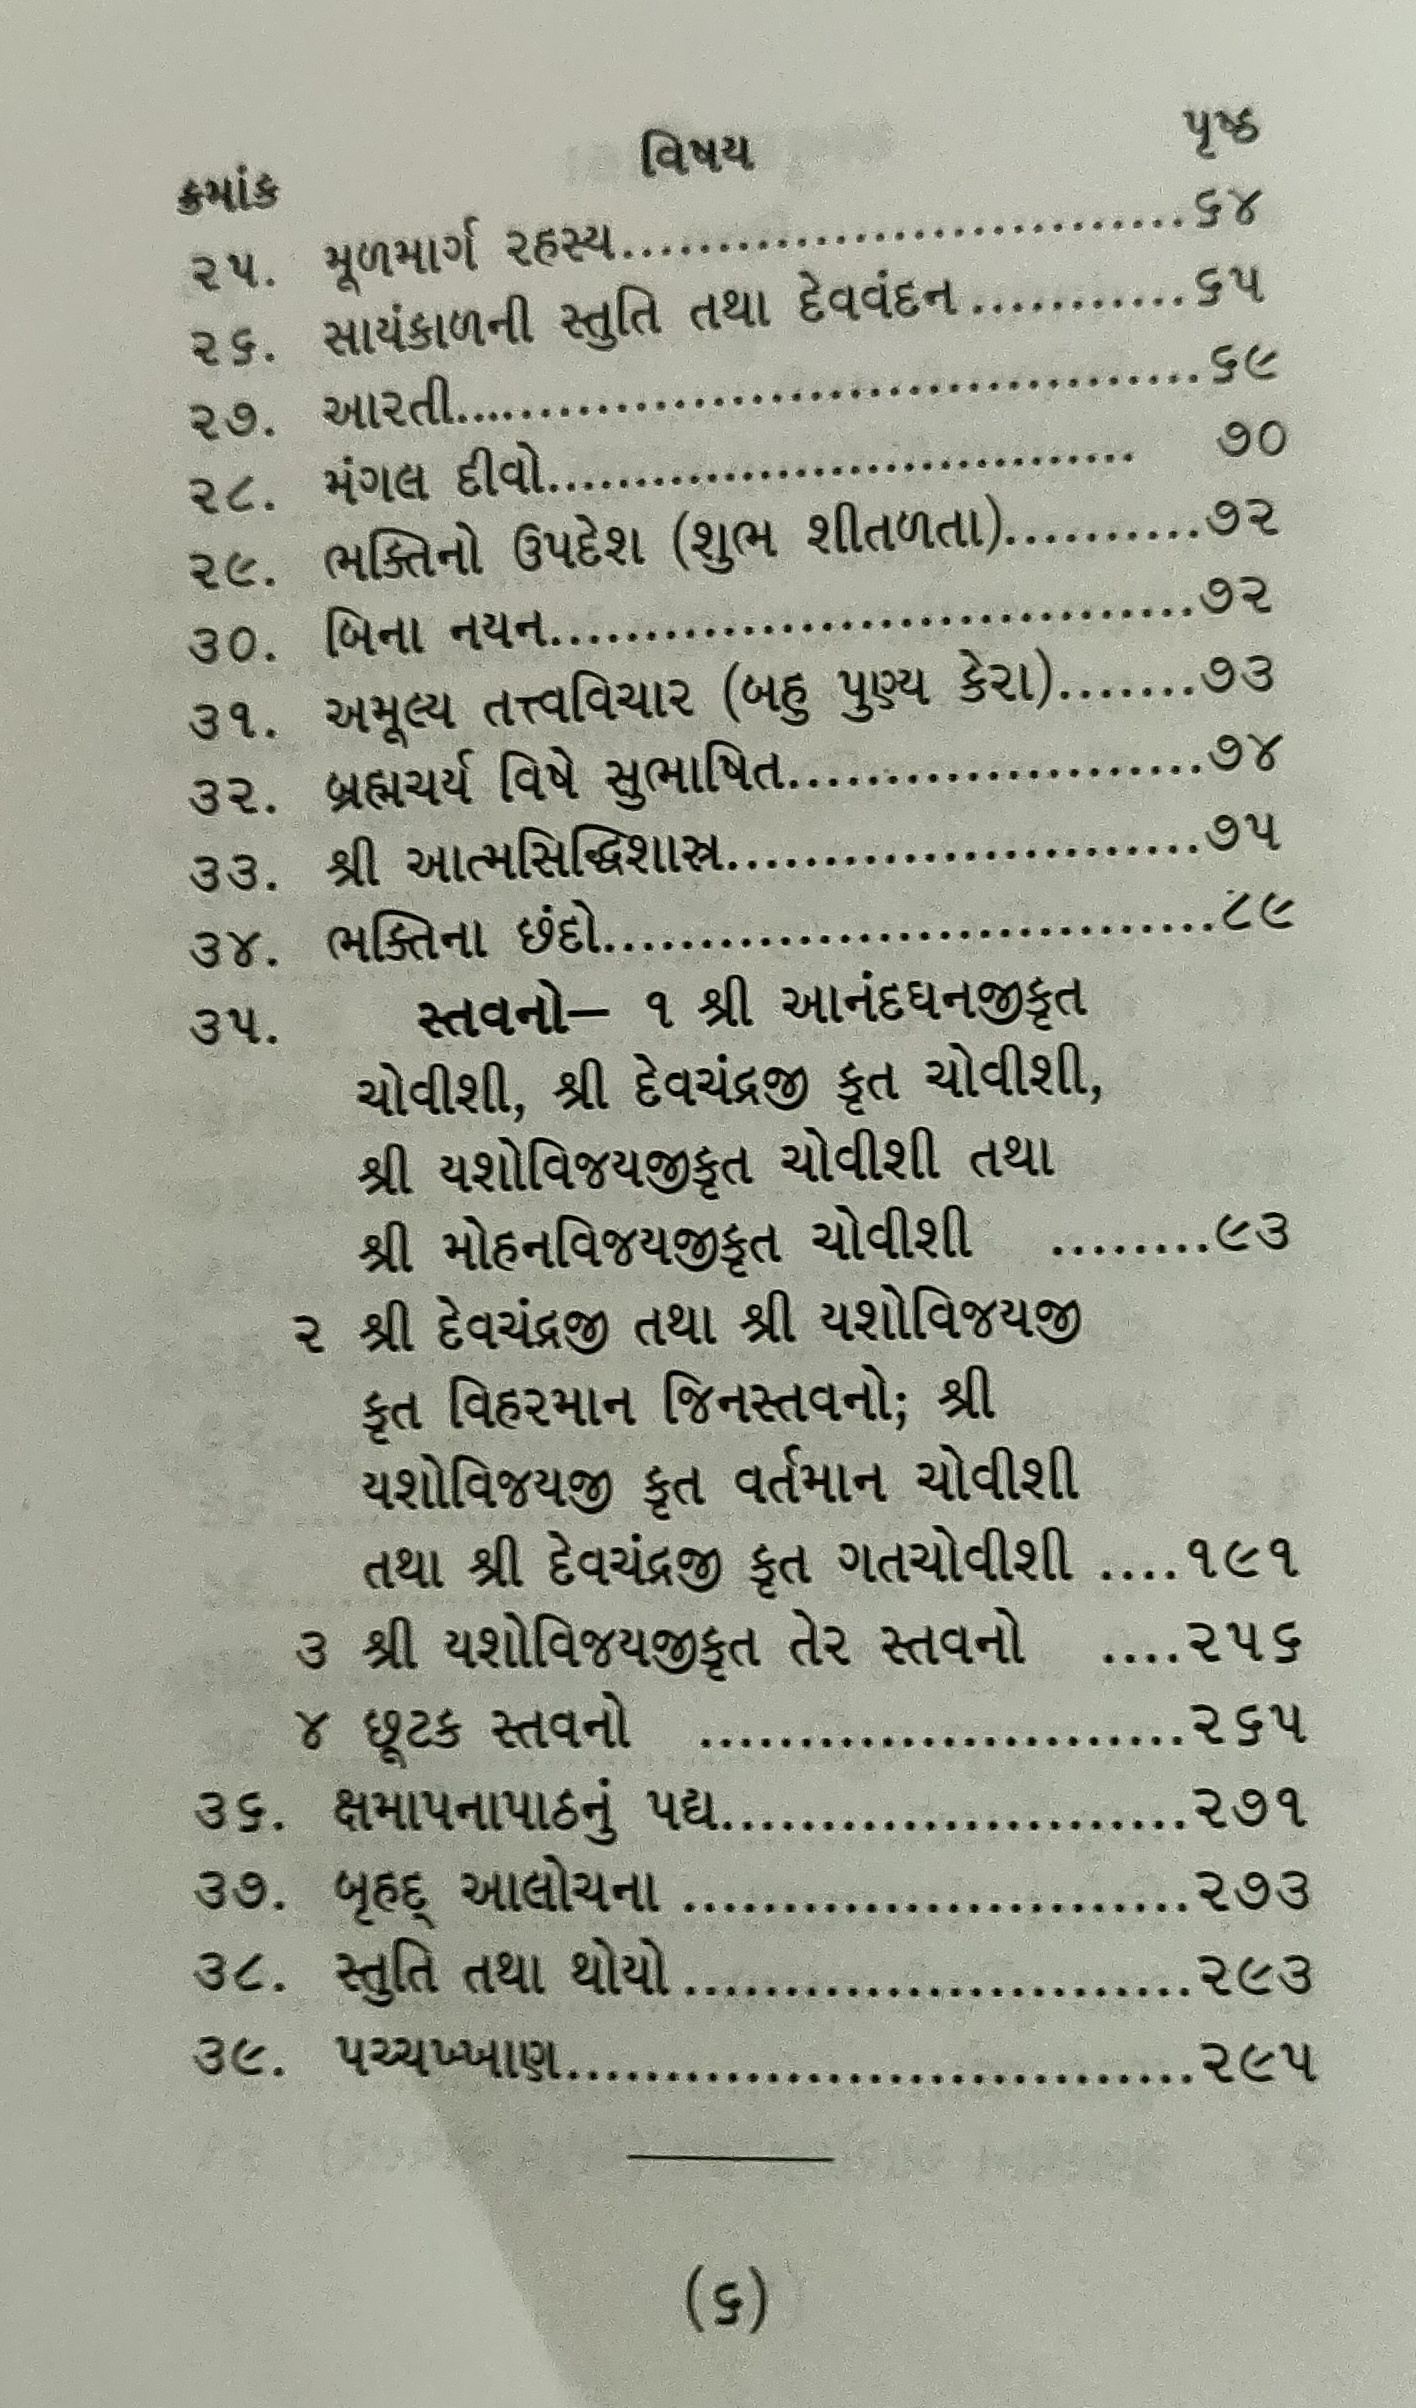 ક્રમાંક વિષય પૃષ્ઠ
૨૫. મૂળમાર્ગ રહસ્ય..............................૬૪
૨૬. સાયંકાળની સ્તુતિ તથા દેવવંદન...........૬૫
૨૭. આરતી......................................૬૯
૨૮. મંગલ દીવો................................. ૭૦
૨૯. ભક્તિનો ઉપદેશ (શુભ શીતળતા)..........૭૨
૩૦. બિના નયન.................................૭૨
૩૧. અમૂલ્ય તત્ત્વવિચાર (બહુ પુણ્ય કેરા).......૭૩
૩૨. બ્રહ્મચર્ય વિષે સુભાષિત.....................૭૪
૩૩. શ્રી આત્મસિદ્ધિશાસ્ત્ર........................૭૫
૩૪. ભક્તિના છંદો...............................૮૯
૩૫. સ્તવનો– ૧ શ્રી આનંદઘનજીકૃત
ચોવીશી, શ્રી દેવચંદ્રજી કૃત ચોવીશી,
શ્રી યશોવિજયજીકૃત ચોવીશી તથા
શ્રી મોહનવિજયજીકૃત ચોવીશી ........૯૩
૨ શ્રી દેવચંદ્રજી તથા શ્રી યશોવિજયજી
કૃત વિહરમાન જિનસ્તવનો; શ્રી
યશોવિજયજી કૃત વર્તમાન ચોવીશી
તથા શ્રી દેવચંદ્રજી કૃત ગતચોવીશી ....૧૯૧
૩ શ્રી યશોવિજયજીકૃત તેર સ્તવનો ....૨૫૬
૪ છૂટક સ્તવનો ........................૨૬૫
૩૬. ક્ષમાપનાપાઠનું પદ્ય........................૨૭૧
૩૭. બૃહદ્ આલોચના ..........................૨૭૩
૩૮. સ્તુતિ તથા થોયો..........................૨૯૩
૩૯. પચ્ચખ્ખાણ................................૨૯૫
(૬)